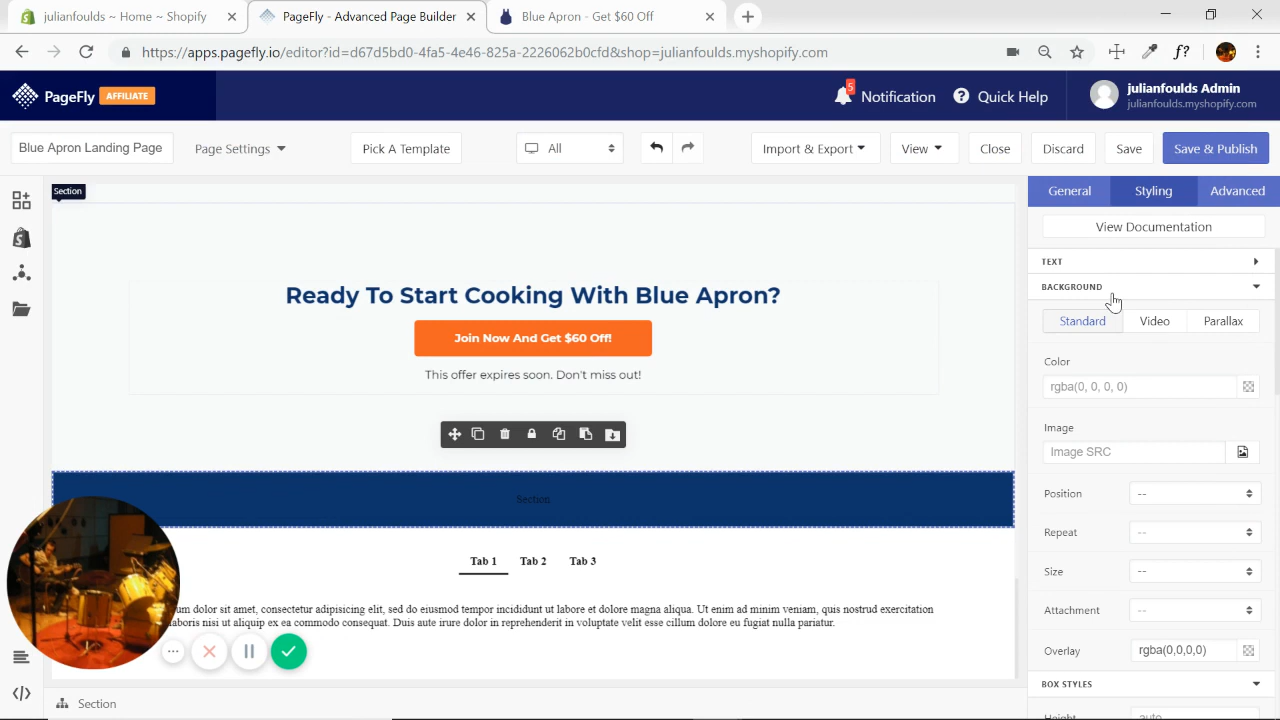 julianfoulds ~ Home ~ Shopify
PageFly - Advanced Page Builder
Blue Apron - Get $60 Off
https://apps.pagefly.io/editor?id=d67d5bd0-4fa5-4e46-825a-2226062b0cfd&shop=julianfoulds.myshopify.com
f?
PageFly AFFILIATE
5
Notification
Quick Help
julianfoulds Admin
julianfoulds.myshopify.com
Blue Apron Landing Page
Page Settings
Pick A Template
All
Import & Export
View
Close
Discard
Save
Save & Publish
Section
General
Styling
Advanced
View Documentation
TEXT
BACKGROUND
Standard
Video
Parallax
Color
rgba(0, 0, 0, 0)
Image
Image SRC
Position
--
Repeat
--
Size
--
Attachment
--
Overlay
rgba(0,0,0,0)
BOX STYLES
Height
auto
Ready To Start Cooking With Blue Apron?
Join Now And Get $60 Off!
This offer expires soon. Don't miss out!
Section
Tab 1
Tab 2
Tab 3
um dolor sit amet, consectetur adipisicing elit, sed do eiusmod tempor incididunt ut labore et dolore magna aliqua. Ut enim ad minim veniam, quis nostrud exercitation
laboris nisi ut aliquip ex ea commodo consequat. Duis aute irure dolor in reprehenderit in voluptate velit esse cillum dolore eu fugiat nulla pariatur.
Section